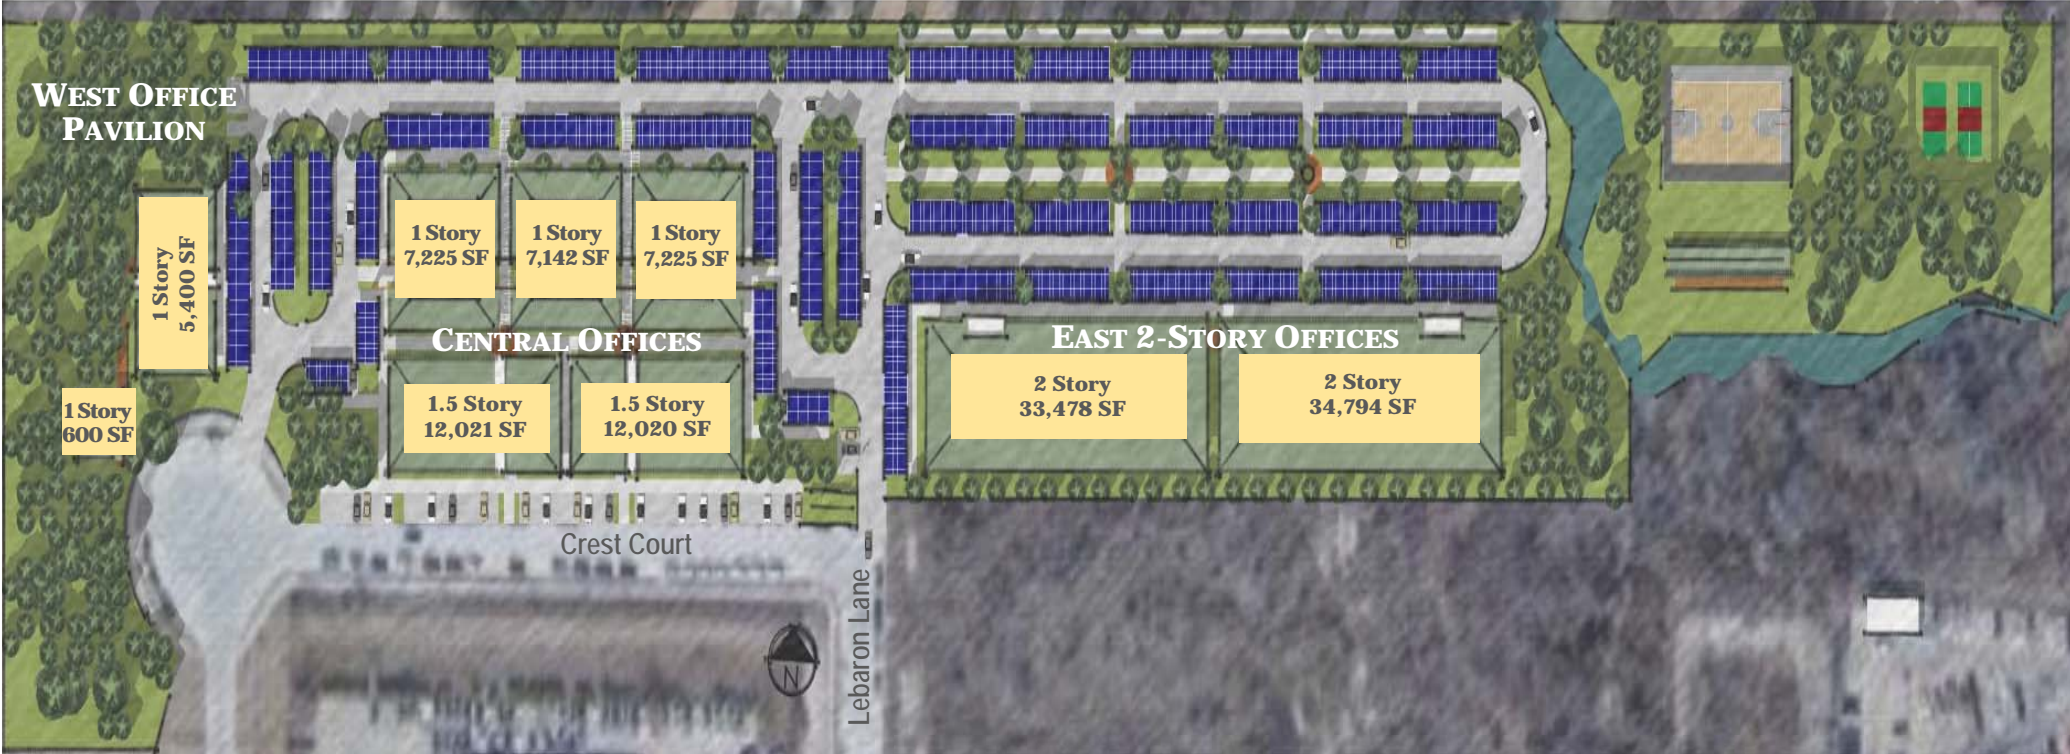 WEST OFFICE
PAVILION
1 Story
5,400 SF
1 Story
600 SF
1 Story
7,225 SF
1 Story
7,142 SF
1 Story
7,225 SF
CENTRAL OFFICES
1.5 Story
12,021 SF
1.5 Story
12,020 SF
EAST 2-STORY OFFICES
2 Story
33,478 SF
2 Story
34,794 SF
Crest Court
Lebaron Lane
N